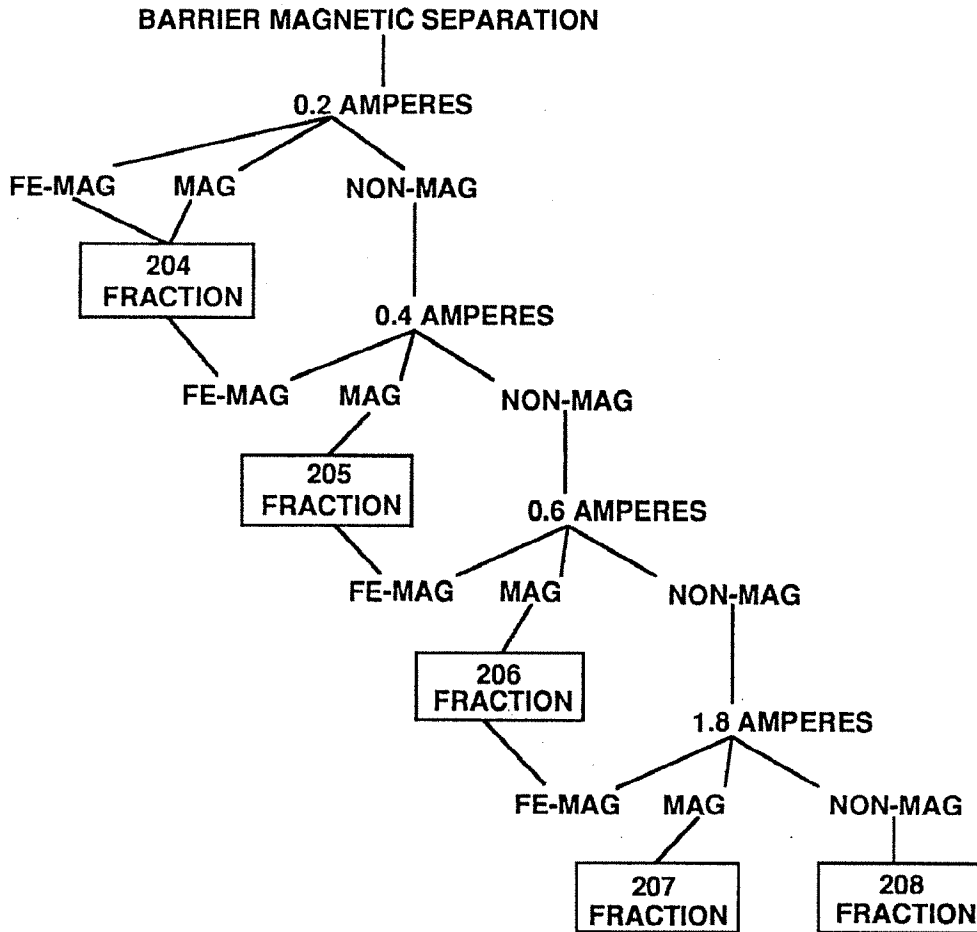 BARRIER MAGNETIC SEPARATION
0.2 AMPERES
FE-MAG MAG NON-MAG
204
FRACTION
0.4 AMPERES
FE-MAG MAG NON-MAG
205
FRACTION
0.6 AMPERES
FE-MAG MAG NON-MAG
206
FRACTION
1.8 AMPERES
FE-MAG MAG NON-MAG
207
FRACTION
208
FRACTION